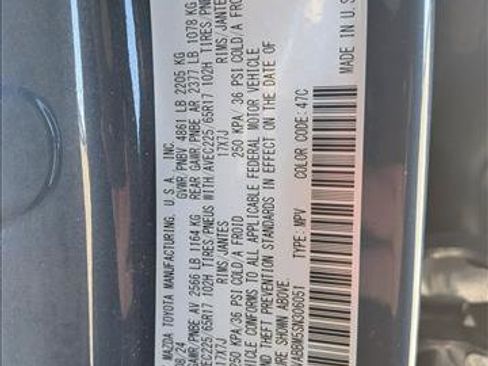 MAZDA TOYOTA MANUFACTURING, U.S.A. INC.
08/24 GVWR/PNBV 4861 LB 2205 KG
GAWR/PNBE AV 2566 LB 1164 KG REAR GAWR/PNBE AR 2377 LB 1078 KG
225/65R17 102H TIRES/PNEUS WITH/AVEC 225/65R17 102H TIRES/PNE
17X7J RIMS/JANTES 17X7J RIMS/JANTES
250 KPA/36 PSI COLD/A FROID 250 KPA/36 PSI COLD/A FROI
VEHICLE CONFORMS TO ALL APPLICABLE FEDERAL MOTOR VEHICLE
AND THEFT PREVENTION STANDARDS IN EFFECT ON THE DATE OF
SHOWN ABOVE.
VABBM5SN306051 TYPE: MPV COLOR CODE: 47C MADE IN U.S